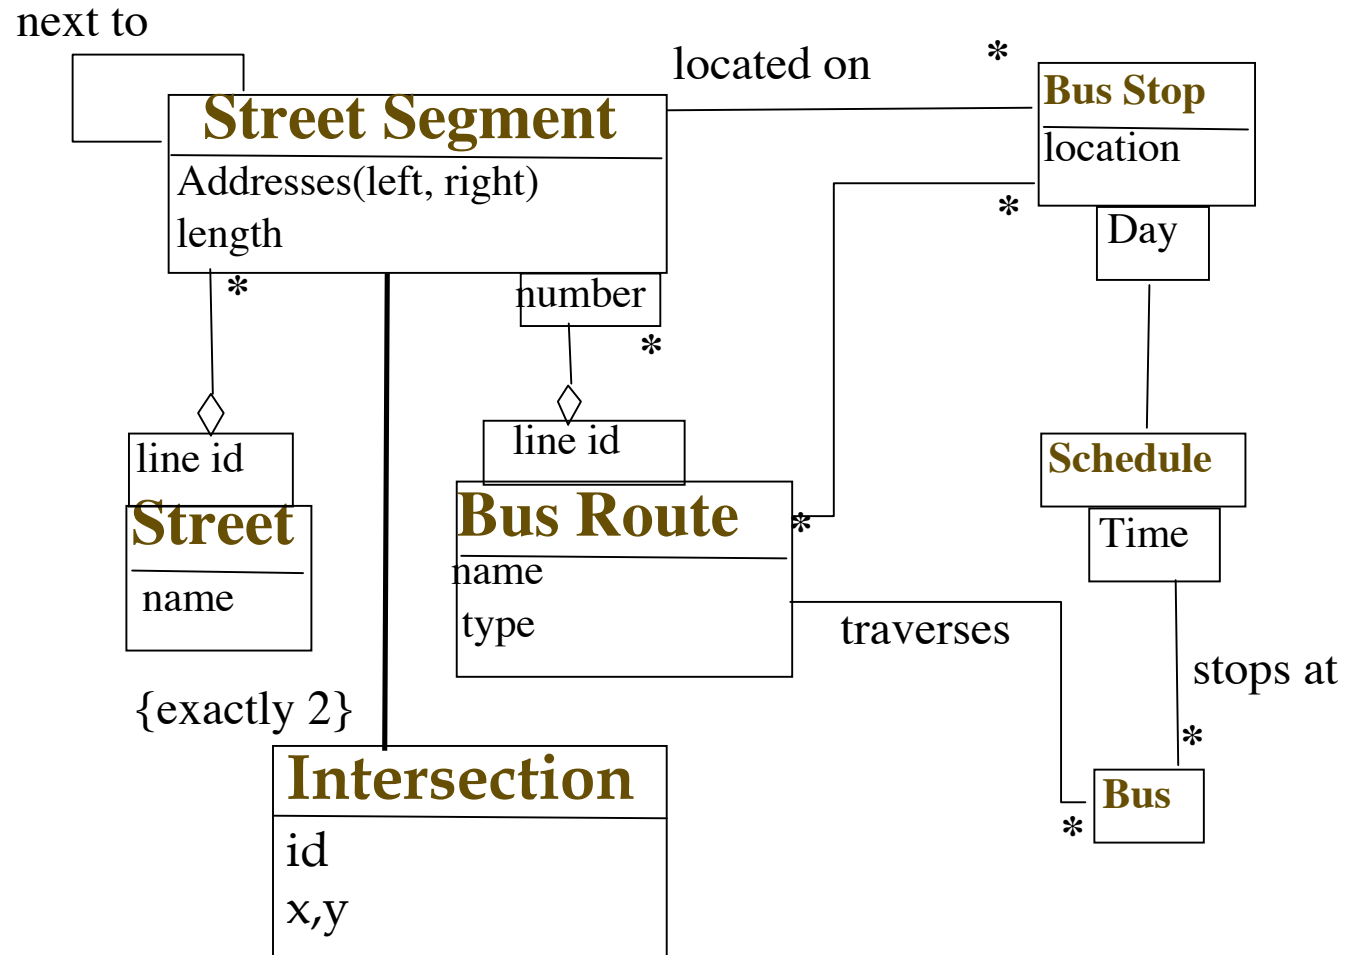 next to
located on
*
Street Segment
Addresses(left, right)
length
*
number
*
Bus Stop
location
*
Day
line id
Street
name
line id
Bus Route
name
type
*
Schedule
Time
traverses
stops at
*
{exactly 2}
Intersection
id
x,y
Bus
*